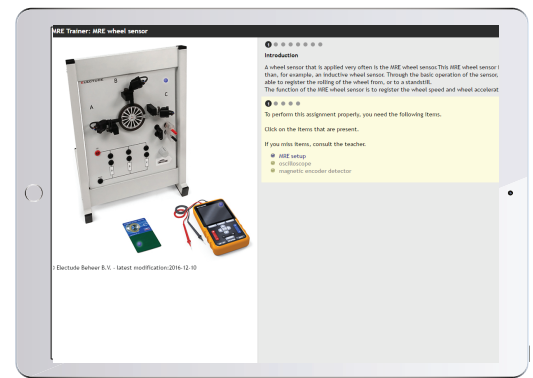 MRE Trainer: MRE wheel sensor
Introduction
A wheel sensor that is applied very often is the MRE wheel sensor.This MRE wheel sensor
than, for example, an inductive wheel sensor. Through the basic operation of the sensor,
able to register the rolling of the wheel from, or to a standstill.
The function of the MRE wheel sensor is to register the wheel speed and wheel accelerat
To perform this assignment properly, you need the following items.
Click on the items that are present.
If you miss items, consult the teacher.
MRE setup
oscilloscope
magnetic encoder detector
ELECTUDE
A
B
C
Electude Beheer B.V. - latest modification:2016-12-10